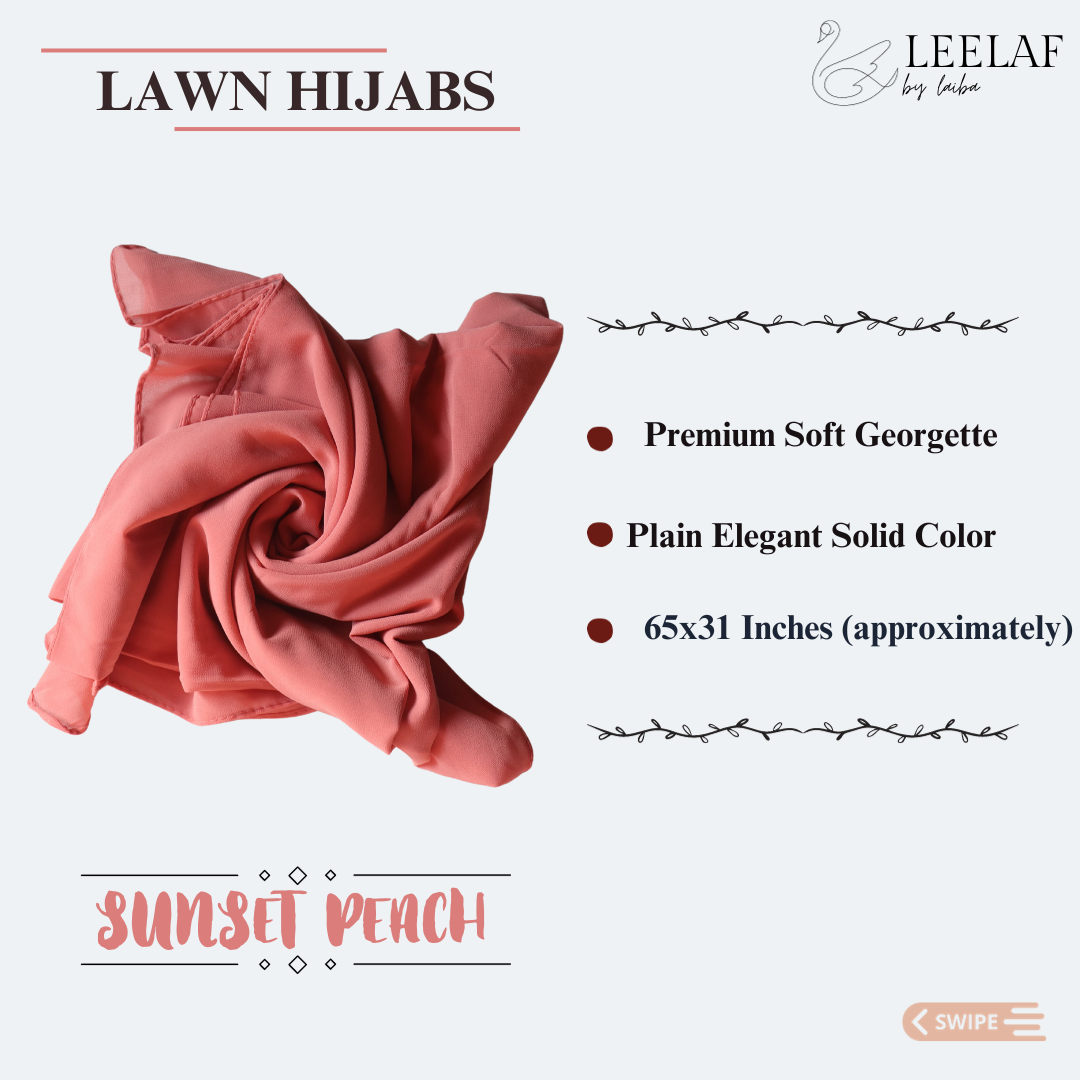 LAWN HIJABS
LEELAF
by laiba
Premium Soft Georgette
Plain Elegant Solid Color
65x31 Inches (approximately)
SUNSET PEACH
SWIPE